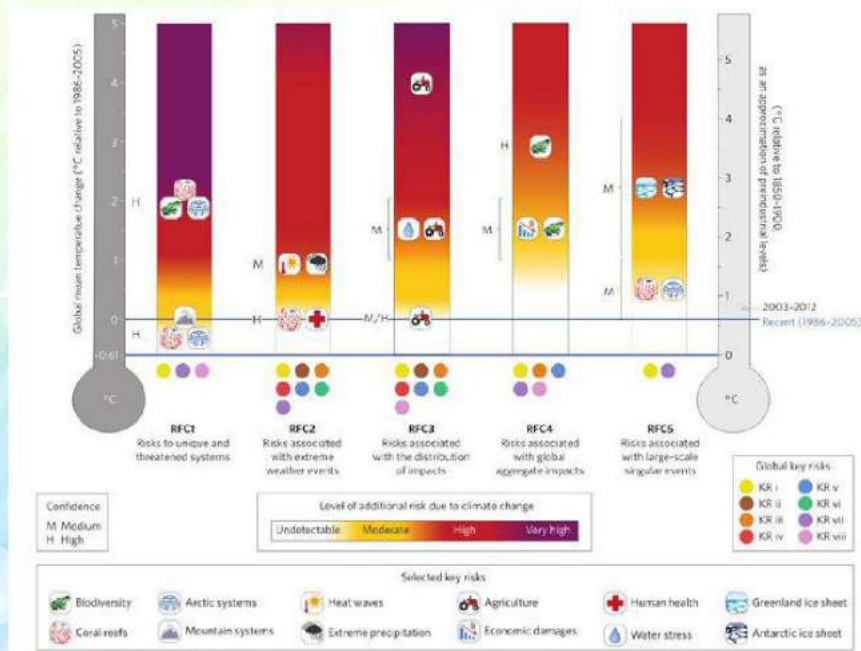 Global mean temperature change (°C relative to 1986–2005)
5
4
3
2
1
0
-0.61
°C
H
H
M
H
M
M/H
H
M
M
M
(°C relative to 1850–1900,
as an approximation of preindustrial levels)
5
4
3
2
1
0
°C
2003–2012
Recent (1986–2005)
RFC1
Risks to unique and
threatened systems
RFC2
Risks associated
with extreme
weather events
RFC3
Risks associated
with the distribution
of impacts
RFC4
Risks associated
with global
aggregate impacts
RFC5
Risks associated
with large-scale
singular events
Global key risks
KR i
KR ii
KR iii
KR iv
KR v
KR vi
KR vii
KR viii
Confidence
M Medium
H High
Level of additional risk due to climate change
Undetectable Moderate High Very high
Selected key risks
Biodiversity Arctic systems Heat waves Agriculture Human health Greenland ice sheet
Coral reefs Mountain systems Extreme precipitation Economic damages Water stress Antarctic ice sheet